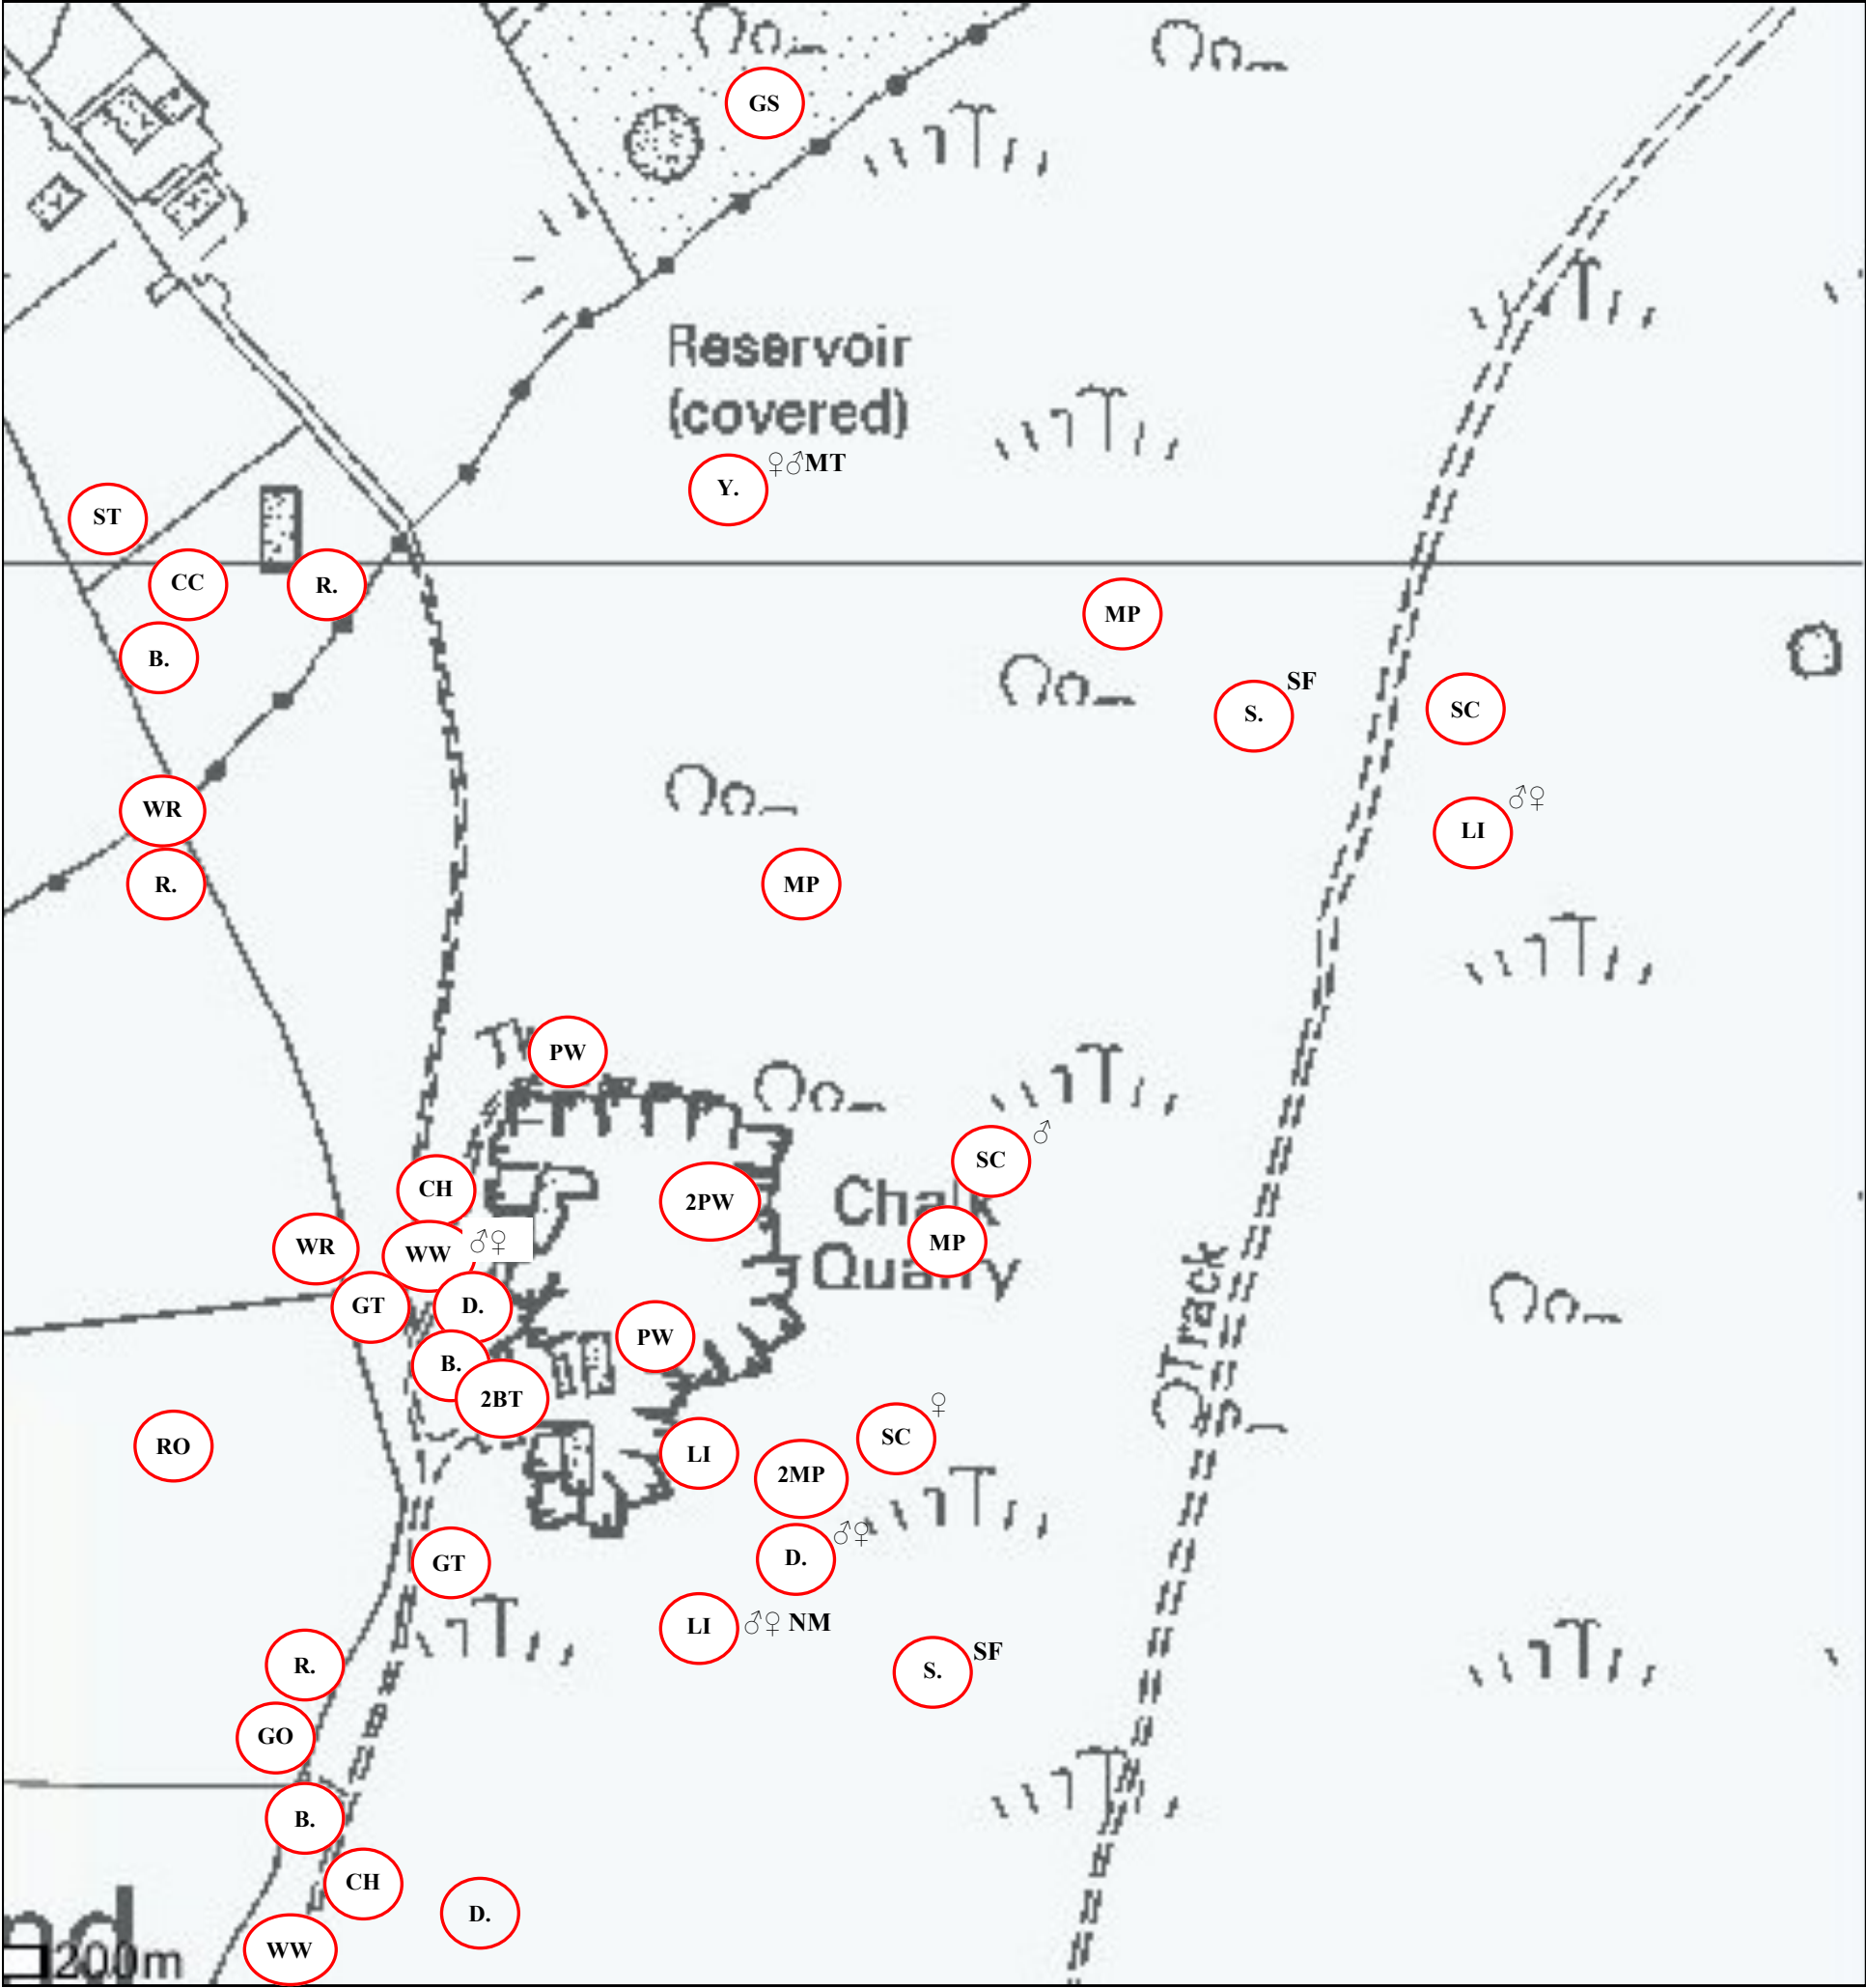 GS
Reservoir
(covered)
Y.
♀♂MT
ST
CC
R.
B.
MP
SF
S.
SC
♂♀
LI
WR
R.
MP
PW
♂
SC
CH
2PW
Chalk
WR
WW
♂♀
MP
Quarry
GT
D.
PW
B.
2BT
Track
♀
SC
RO
LI
2MP
♂♀
D.
GT
LI
♂♀ NM
SF
S.
R.
GO
B.
CH
D.
nd
WW
200m